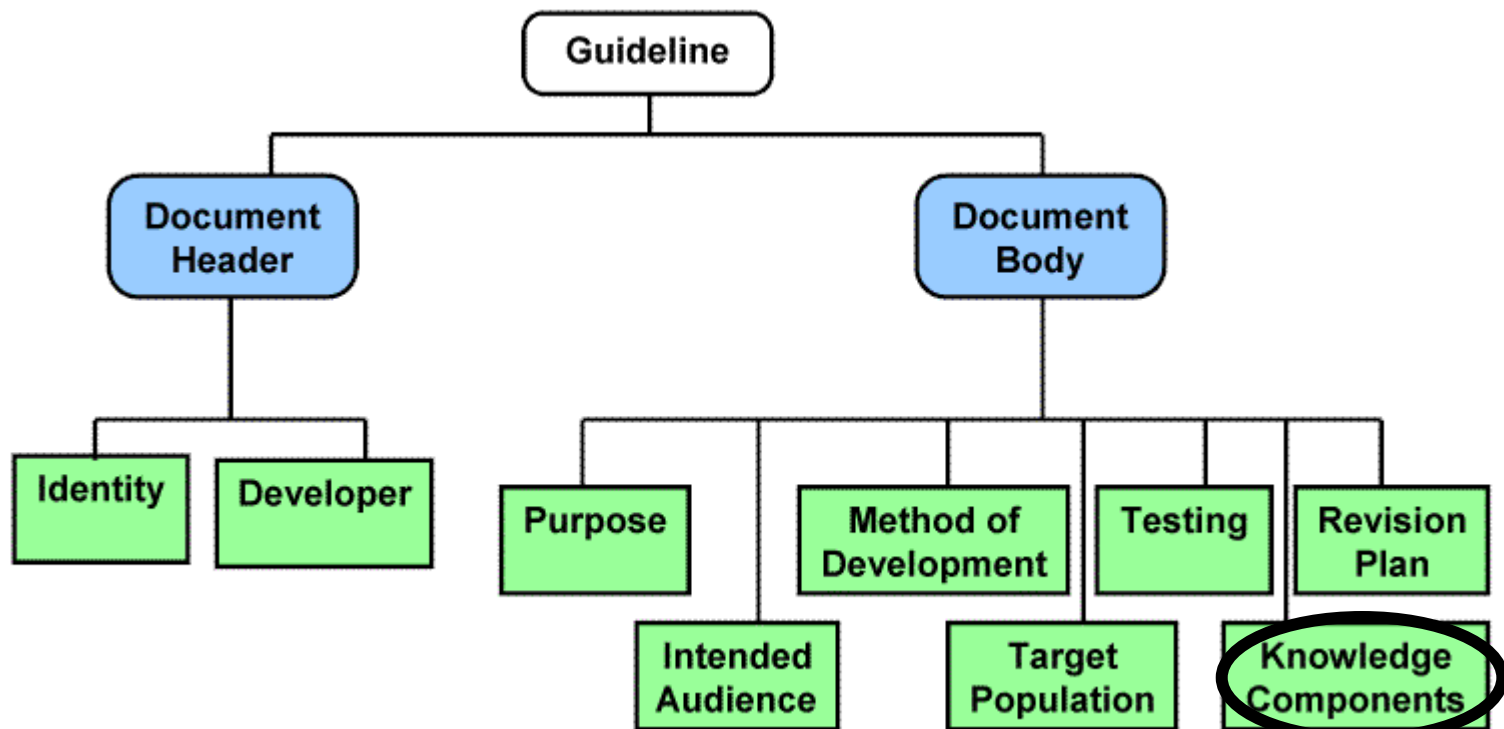 Guideline
Document
Header
Document
Body
Identity
Developer
Purpose
Method of
Development
Testing
Revision
Plan
Intended
Audience
Target
Population
Knowledge
Components